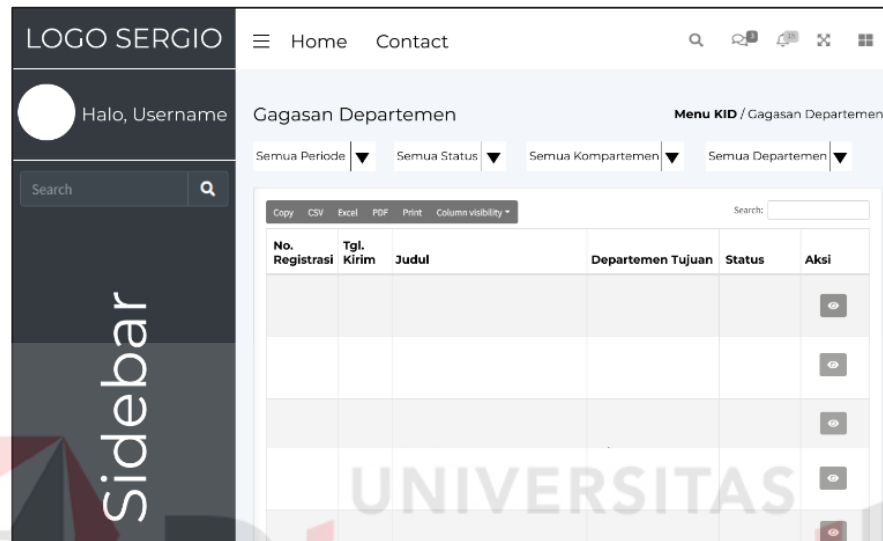 LOGO SERGIO
Home Contact
Halo, Username
Search
Sidebar
Gagasan Departemen
Menu KID / Gagasan Departemen
Semua Periode Semua Status Semua Kompartemen Semua Departemen
Copy CSV Excel PDF Print Column visibility
Search:
No. Registrasi Tgl. Kirim Judul Departemen Tujuan Status Aksi
UNIVERSITAS